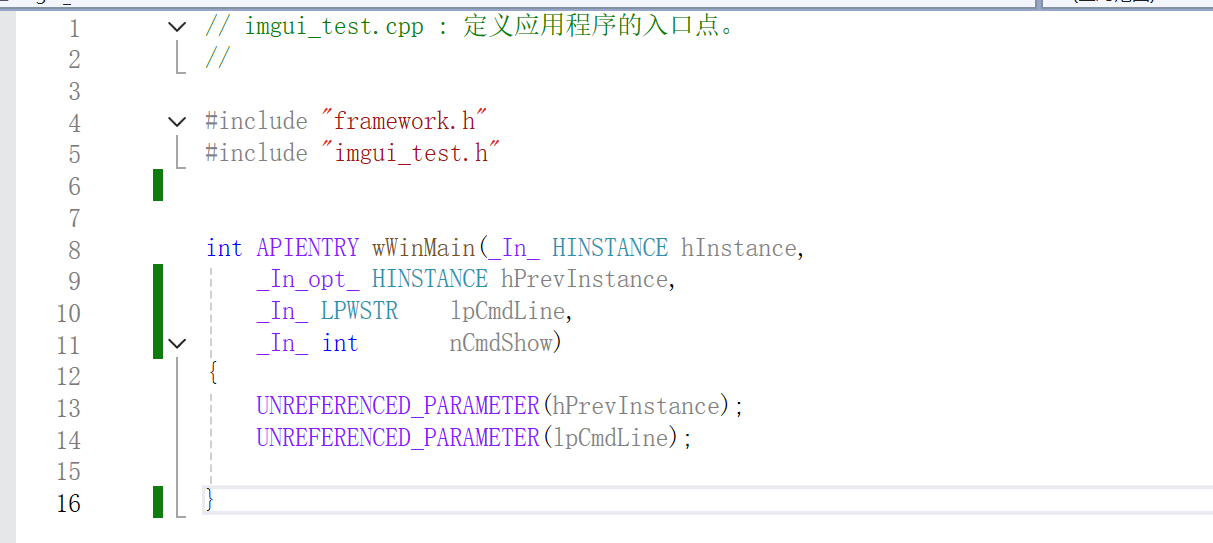 1 // imgui_test.cpp : 定义应用程序的入口点。
2 //
3
4 #include "framework.h"
5 #include "imgui_test.h"
6
7
8 int APIENTRY wWinMain(_In_ HINSTANCE hInstance,
9 _In_opt_ HINSTANCE hPrevInstance,
10 _In_ LPWSTR    lpCmdLine,
11 _In_ int       nCmdShow)
12 {
13 UNREFERENCED_PARAMETER(hPrevInstance);
14 UNREFERENCED_PARAMETER(lpCmdLine);
15
16 }